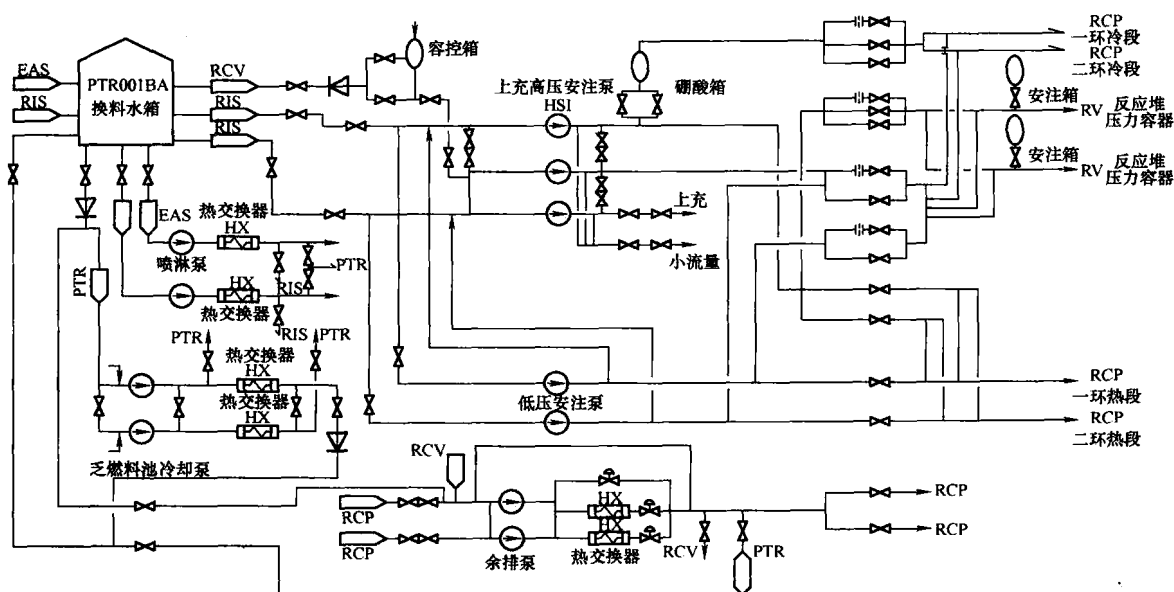 RCP
一环冷段
RCP
二环冷段
容控箱
EAS
RCV
PTR001BA
换料水箱
RIS
RIS
RIS
上充高压安注泵
HSI
硼酸箱
安注箱
RV 反应堆
压力容器
安注箱
RV 反应堆
压力容器
上充
小流量
EAS
热交换器
HX
喷淋泵
PTR
HX
RIS
热交换器
PTR
RIS
PTR
PTR
热交换器
HX
热交换器
HX
乏燃料池冷却泵
低压安注泵
RCP
一环热段
RCP
二环热段
RCV
RCP
RCP
余排泵
HX
HX
热交换器
RCV
PTR
RCP
RCP